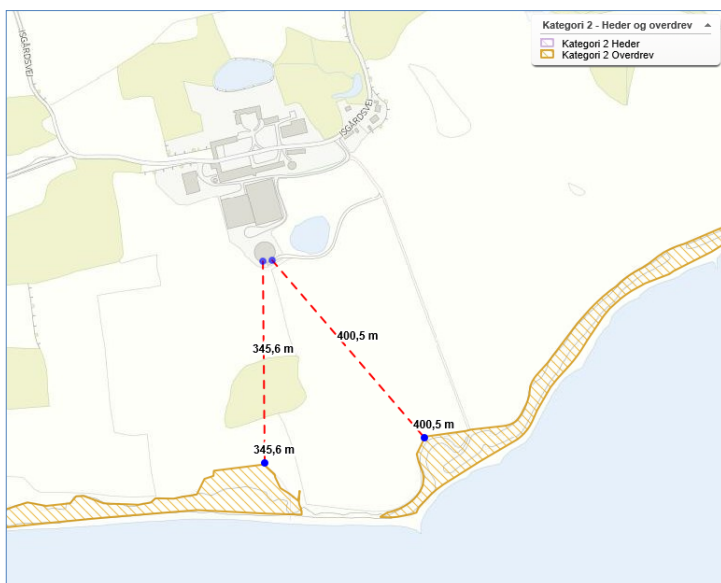 Kategori 2 - Heder og overdrev
Kategori 2 Heder
Kategori 2 Overdrev
ISGÅRDSVEJ
ISGÅRDSVEJ
345,6 m
400,5 m
400,5 m
345,6 m